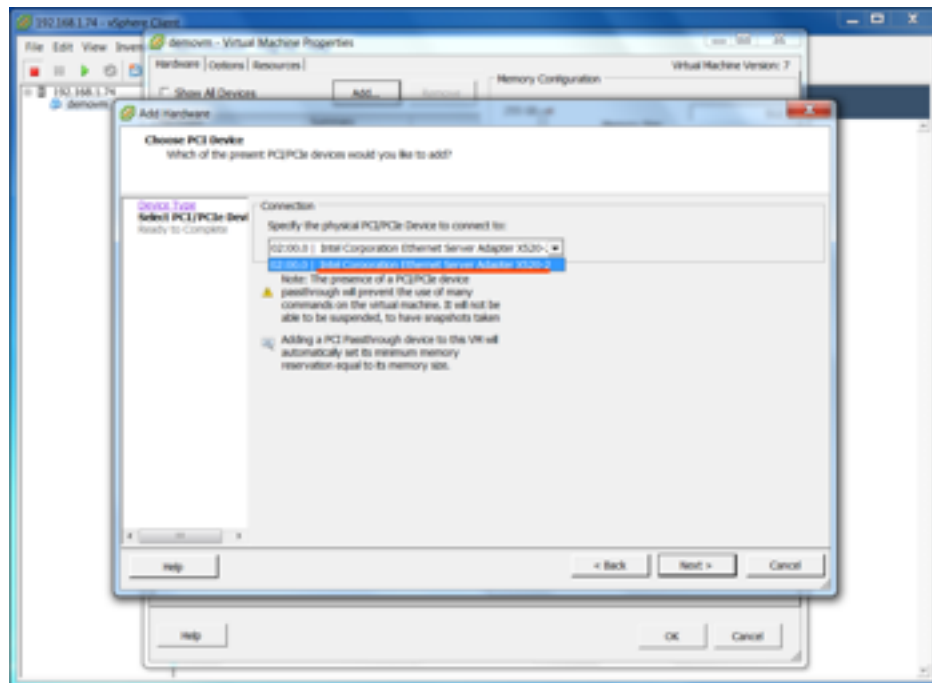 192.168.1.74 - vSphere Client
File Edit View Inven
demovm - Virtual Machine Properties
Hardware Options Resources
Virtual Machine Version: 7
Show All Devices
Add...
Remove
Memory Configuration
192.168.1.74
demovm
Add Hardware
Choose PCI Device
Which of the present PCI/PCIe devices would you like to add?
Device Type
Select PCI/PCIe Devi
Ready to Complete
Connection
Specify the physical PCI/PCIe Device to connect to:
02:00.0 | Intel Corporation Ethernet Server Adapter X520-2
02:00.0 | Intel Corporation Ethernet Server Adapter X520-2
Note: The presence of a PCI/PCIe device
passthrough will prevent the use of many
commands on the virtual machine. It will not be
able to be suspended, to have snapshots taken
Adding a PCI Passthrough device to this VM will
automatically set its minimum memory
reservation equal to its memory size.
Help
< Back
Next >
Cancel
Help
OK
Cancel